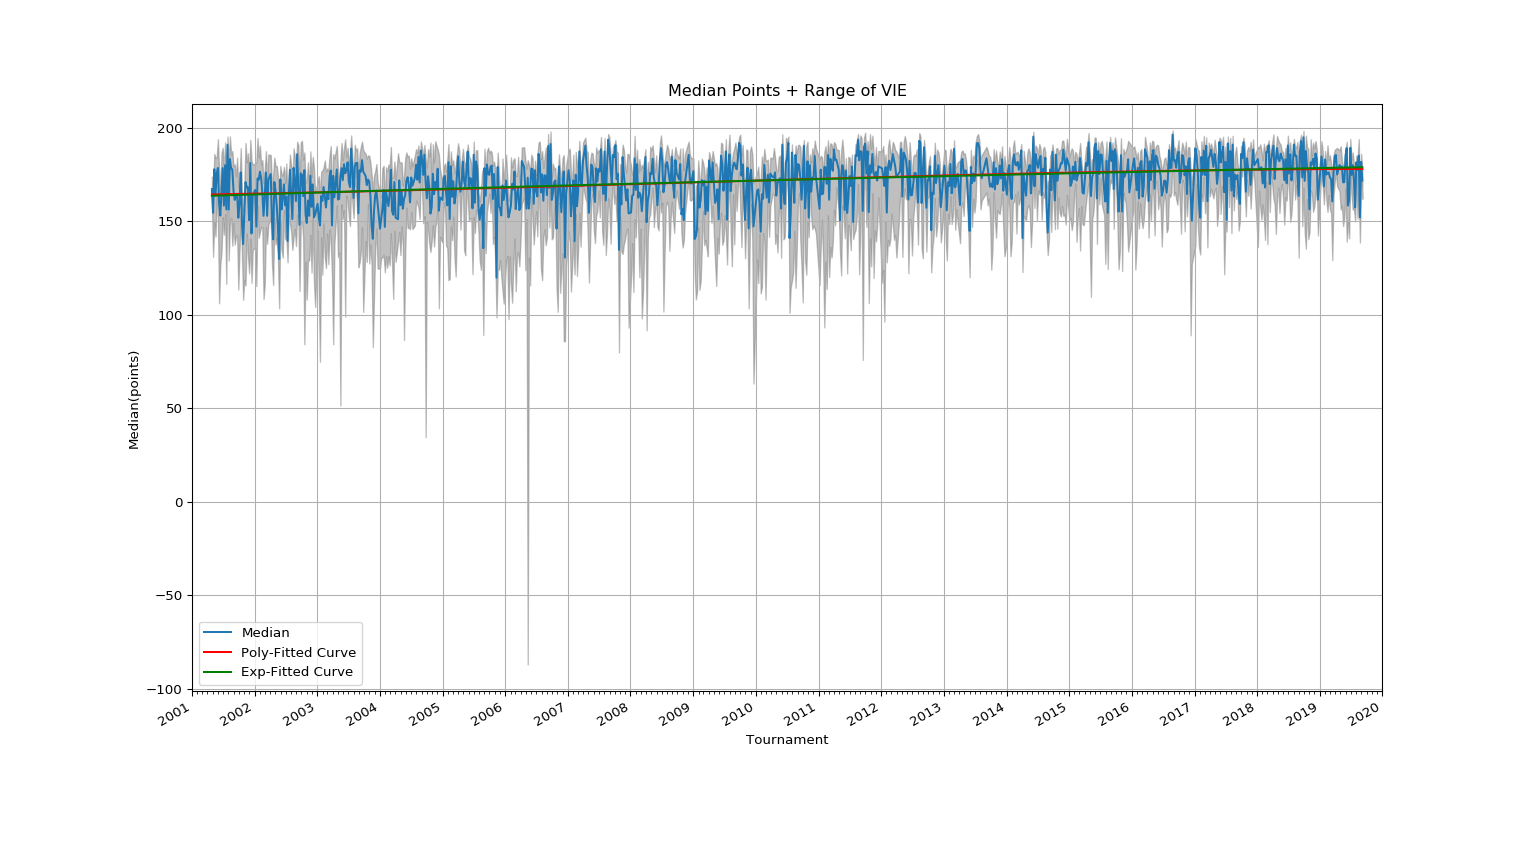 Median Points + Range of VIE
200
150
100
50
0
−50
−100
Median(points)
Median
Poly-Fitted Curve
Exp-Fitted Curve
2001 2002 2003 2004 2005 2006 2007 2008 2009 2010 2011 2012 2013 2014 2015 2016 2017 2018 2019 2020
Tournament